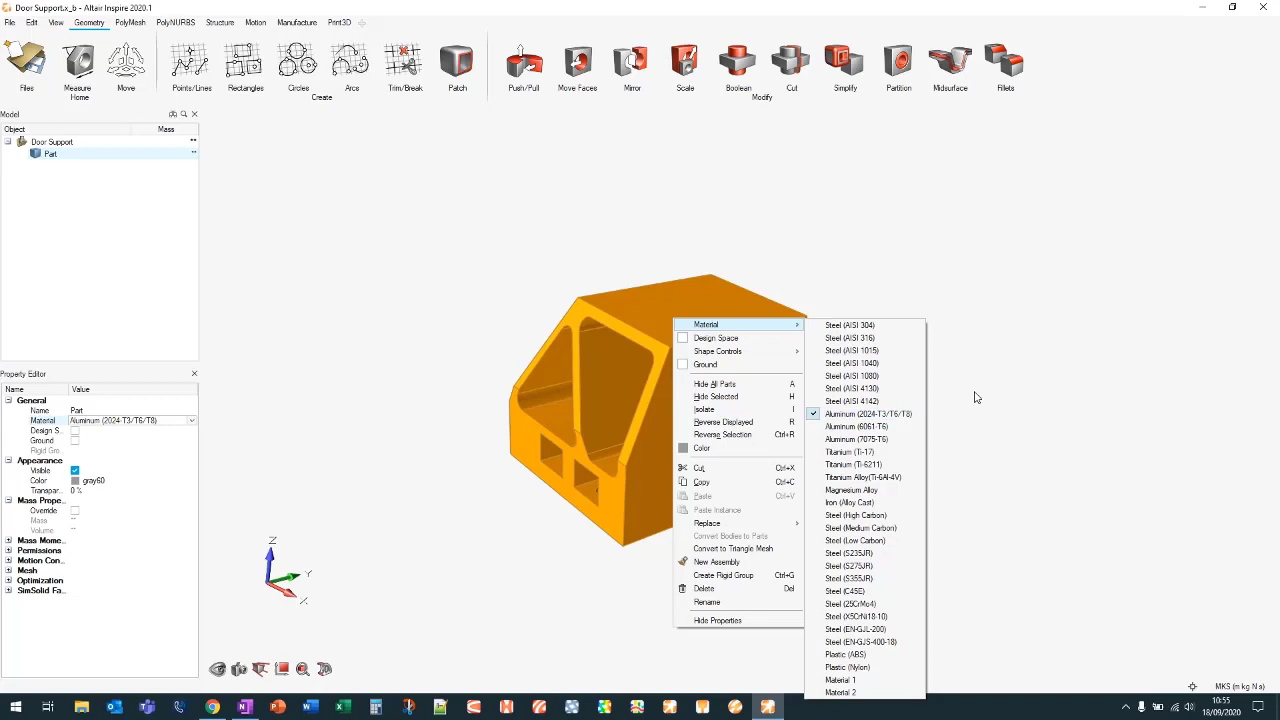 Door Support.x_b - Altair Inspire 2020.1
File Edit View Geometry PolyMesh PolyNURBS Structure Motion Manufacture Print3D
Files Measure Move Points/Lines Rectangles Circles Arcs Trim/Break Patch Push/Pull Move Faces Mirror Scale Boolean Cut Simplify Partition Midsurface Fillets
Home Create Modify
Model
Object Mass
Door Support
Part
Property Editor
Name Value
General
Name Part
Material Aluminum (2024-T3/T6/T8)
Design S...
Ground
Rigid Gro...
Appearance
Visible
Color gray60
Transpar... 0 %
Mass Prope...
Override
Mass
Volume
Mass Mome...
Permissions
Motion Con...
Mesh
Optimization
SimSolid Fa...
Z
Y
X
Material
Design Space
Shape Controls
Ground
Hide All Parts A
Hide Selected H
Isolate I
Reverse Displayed R
Reverse Selection Ctrl+R
Color
Cut Ctrl+X
Copy Ctrl+C
Paste Ctrl+V
Paste Instance
Replace
Convert Bodies to Parts
Convert to Triangle Mesh
New Assembly
Create Rigid Group Ctrl+G
Delete Del
Rename
Hide Properties
Steel (AISI 304)
Steel (AISI 316)
Steel (AISI 1015)
Steel (AISI 1040)
Steel (AISI 1080)
Steel (AISI 4130)
Steel (AISI 4142)
Aluminum (2024-T3/T6/T8)
Aluminum (6061-T6)
Aluminum (7075-T6)
Titanium (Ti-17)
Titanium (Ti-6211)
Titanium Alloy(Ti-6Al-4V)
Magnesium Alloy
Iron (Alloy Cast)
Steel (High Carbon)
Steel (Medium Carbon)
Steel (Low Carbon)
Steel (S235JR)
Steel (S275JR)
Steel (S355JR)
Steel (C45E)
Steel (25CrMo4)
Steel (X5CrNi18-10)
Steel (EN-GJL-200)
Steel (EN-GJS-400-18)
Plastic (ABS)
Plastic (Nylon)
Material 1
Material 2
MKS (m kg N s)
10:55
18/09/2020